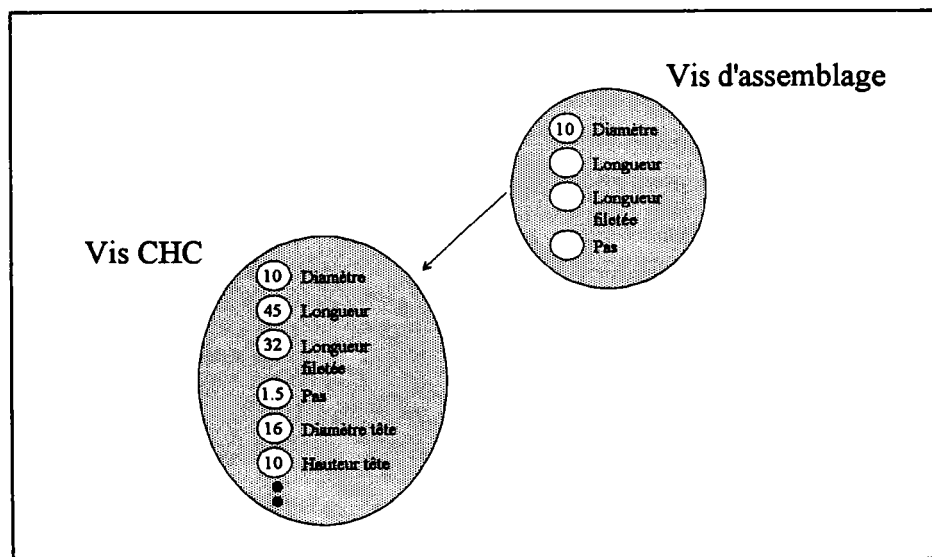 Vis d'assemblage
10 Diamètre
Longueur
Longueur
filetée
Pas
Vis CHC
10 Diamètre
45 Longueur
32 Longueur
filetée
1.5 Pas
16 Diamètre tête
10 Hauteur tête